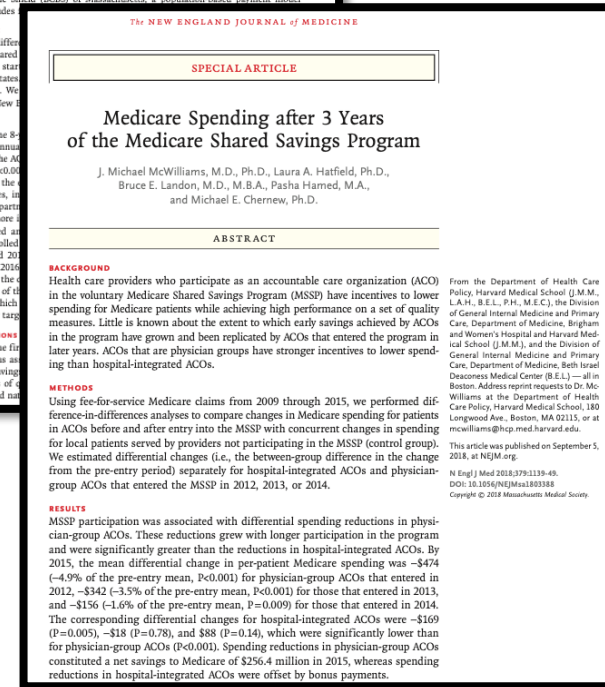 The NEW ENGLAND JOURNAL of MEDICINE
SPECIAL ARTICLE
Medicare Spending after 3 Years
of the Medicare Shared Savings Program
J. Michael McWilliams, M.D., Ph.D., Laura A. Hatfield, Ph.D.,
Bruce E. Landon, M.D., M.B.A., Pasha Hamed, M.A.,
and Michael E. Chernew, Ph.D.
ABSTRACT
BACKGROUND
Health care providers who participate as an accountable care organization (ACO)
in the voluntary Medicare Shared Savings Program (MSSP) have incentives to lower
spending for Medicare patients while achieving high performance on a set of quality
measures. Little is known about the extent to which early savings achieved by ACOs
in the program have grown and been replicated by ACOs that entered the program in
later years. ACOs that are physician groups have stronger incentives to lower spend-
ing than hospital-integrated ACOs.
METHODS
Using fee-for-service Medicare claims from 2009 through 2015, we performed dif-
ference-in-differences analyses to compare changes in Medicare spending for patients
in ACOs before and after entry into the MSSP with concurrent changes in spending
for local patients served by providers not participating in the MSSP (control group).
We estimated differential changes (i.e., the between-group difference in the change
from the pre-entry period) separately for hospital-integrated ACOs and physician-
group ACOs that entered the MSSP in 2012, 2013, or 2014.
RESULTS
MSSP participation was associated with differential spending reductions in physi-
cian-group ACOs. These reductions grew with longer participation in the program
and were significantly greater than the reductions in hospital-integrated ACOs. By
2015, the mean differential change in per-patient Medicare spending was −$474
(−4.9% of the pre-entry mean, P<0.001) for physician-group ACOs that entered in
2012, −$342 (−3.5% of the pre-entry mean, P<0.001) for those that entered in 2013,
and −$156 (−1.6% of the pre-entry mean, P=0.009) for those that entered in 2014.
The corresponding differential changes for hospital-integrated ACOs were −$169
(P=0.005), −$18 (P=0.78), and $88 (P=0.14), which were significantly lower than
for physician-group ACOs (P<0.001). Spending reductions in physician-group ACOs
constituted a net savings to Medicare of $256.4 million in 2015, whereas spending
reductions in hospital-integrated ACOs were offset by bonus payments.
From the Department of Health Care
Policy, Harvard Medical School (J.M.M.,
L.A.H., B.E.L., P.H., M.E.C.), the Division
of General Internal Medicine and Primary
Care, Department of Medicine, Brigham
and Women's Hospital and Harvard Med-
ical School (J.M.M.), and the Division of
General Internal Medicine and Primary
Care, Department of Medicine, Beth Israel
Deaconess Medical Center (B.E.L.) — all in
Boston. Address reprint requests to Dr. Mc-
Williams at the Department of Health
Care Policy, Harvard Medical School, 180
Longwood Ave., Boston, MA 02115, or at
mcwilliams@hcp.med.harvard.edu.
This article was published on September 5,
2018, at NEJM.org.
N Engl J Med 2018;379:1139-49.
DOI: 10.1056/NEJMsa1803388
Copyright © 2018 Massachusetts Medical Society.